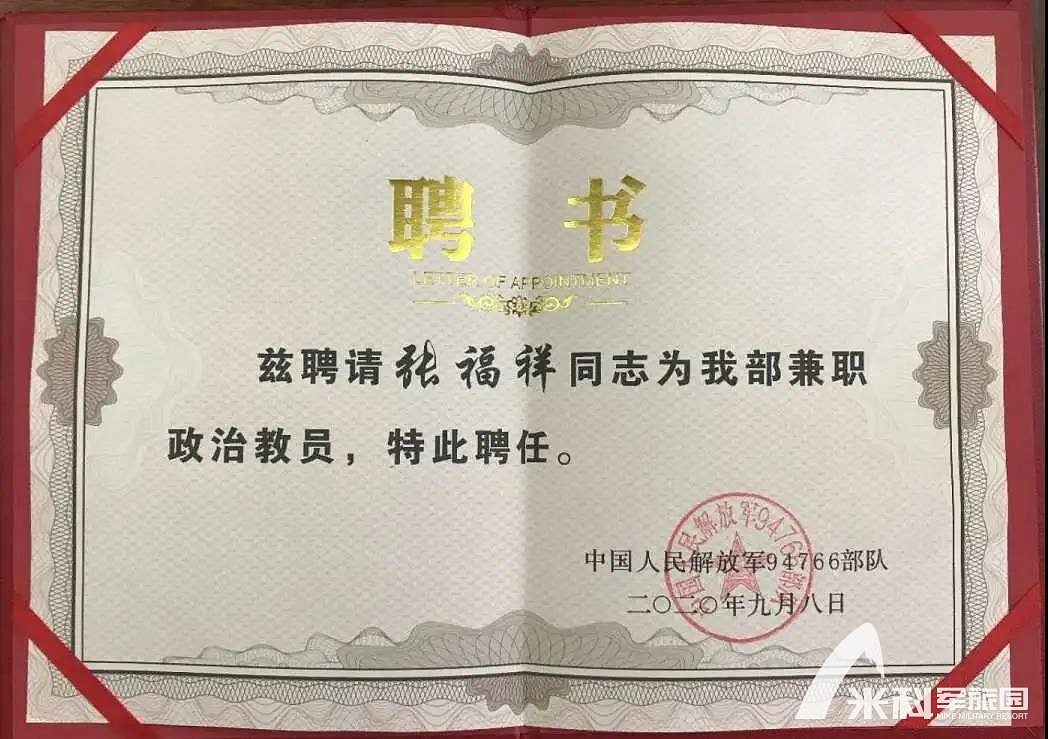 聘 书
LETTER OF APPOINTMENT
兹聘请张福祥同志为我部兼职
政治教员，特此聘任。
中国人民解放军94766部队
二〇二〇年九月八日
米科军旅园
MIKE MILITARY RESORT